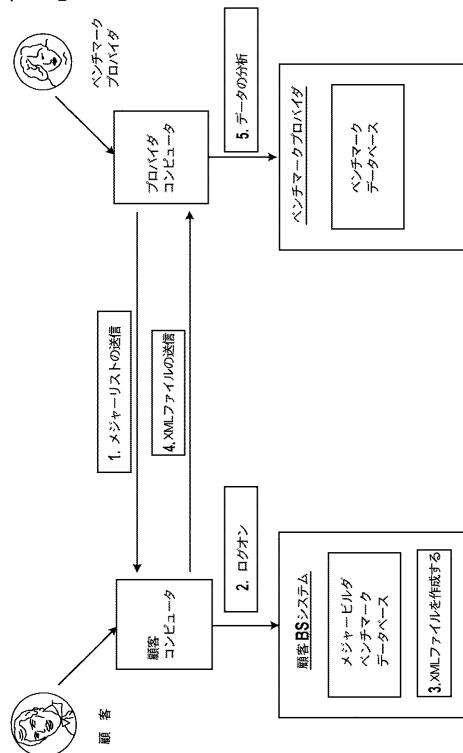 ベンチマーク
プロバイダ
プロバイダ
コンピュータ
5. データの分析
ベンチマークプロバイダ
ベンチマーク
データベース
1. メジャーリストの送信
4. XMLファイルの送信
顧 客
顧客
コンピュータ
2. ログオン
顧客 BS システム
メジャービルダ
ベンチマーク
データベース
3.XMLファイルを作成する